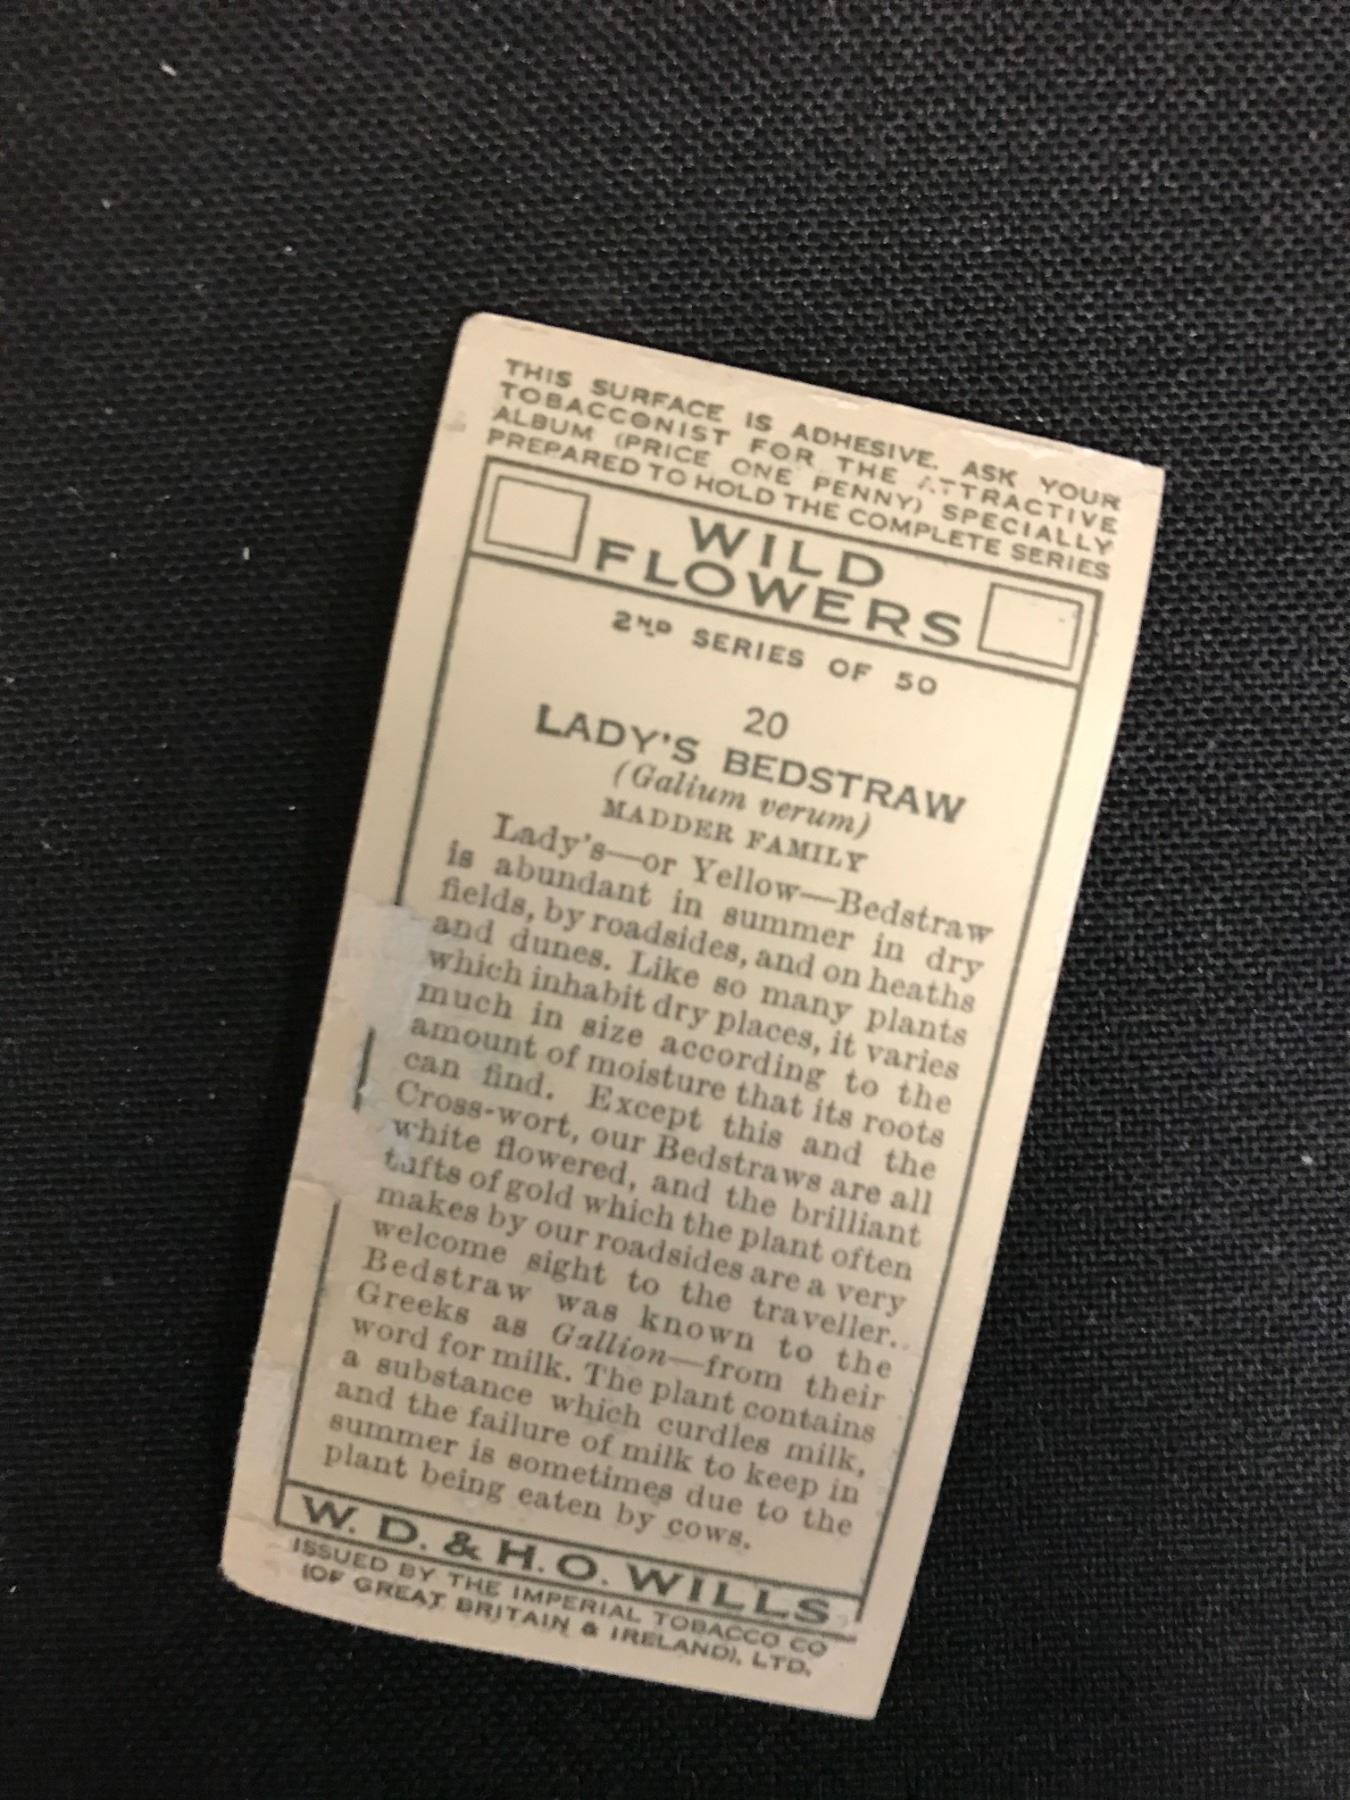 THIS SURFACE IS ADHESIVE. ASK YOUR
TOBACCONIST FOR THE ATTRACTIVE
ALBUM (PRICE ONE PENNY) SPECIALLY
PREPARED TO HOLD THE COMPLETE SERIES
WILD
FLOWERS
2ND SERIES OF 50
20
LADY'S BEDSTRAW
(Galium verum)
MADDER FAMILY
Lady's—or Yellow—Bedstraw
is abundant in summer in dry
fields, by roadsides, and on heaths
and dunes. Like so many plants
which inhabit dry places, it varies
much in size according to the
amount of moisture that its roots
can find. Except this and the
Cross-wort, our Bedstraws are all
white flowered, and the brilliant
tufts of gold which the plant often
makes by our roadsides are a very
welcome sight to the traveller.
Bedstraw was known to the
Greeks as Gallion—from their
word for milk. The plant contains
a substance which curdles milk,
and the failure of milk to keep in
summer is sometimes due to the
plant being eaten by cows.
W. D. & H. O. WILLS
ISSUED BY THE IMPERIAL TOBACCO CO
(OF GREAT BRITAIN & IRELAND), LTD.